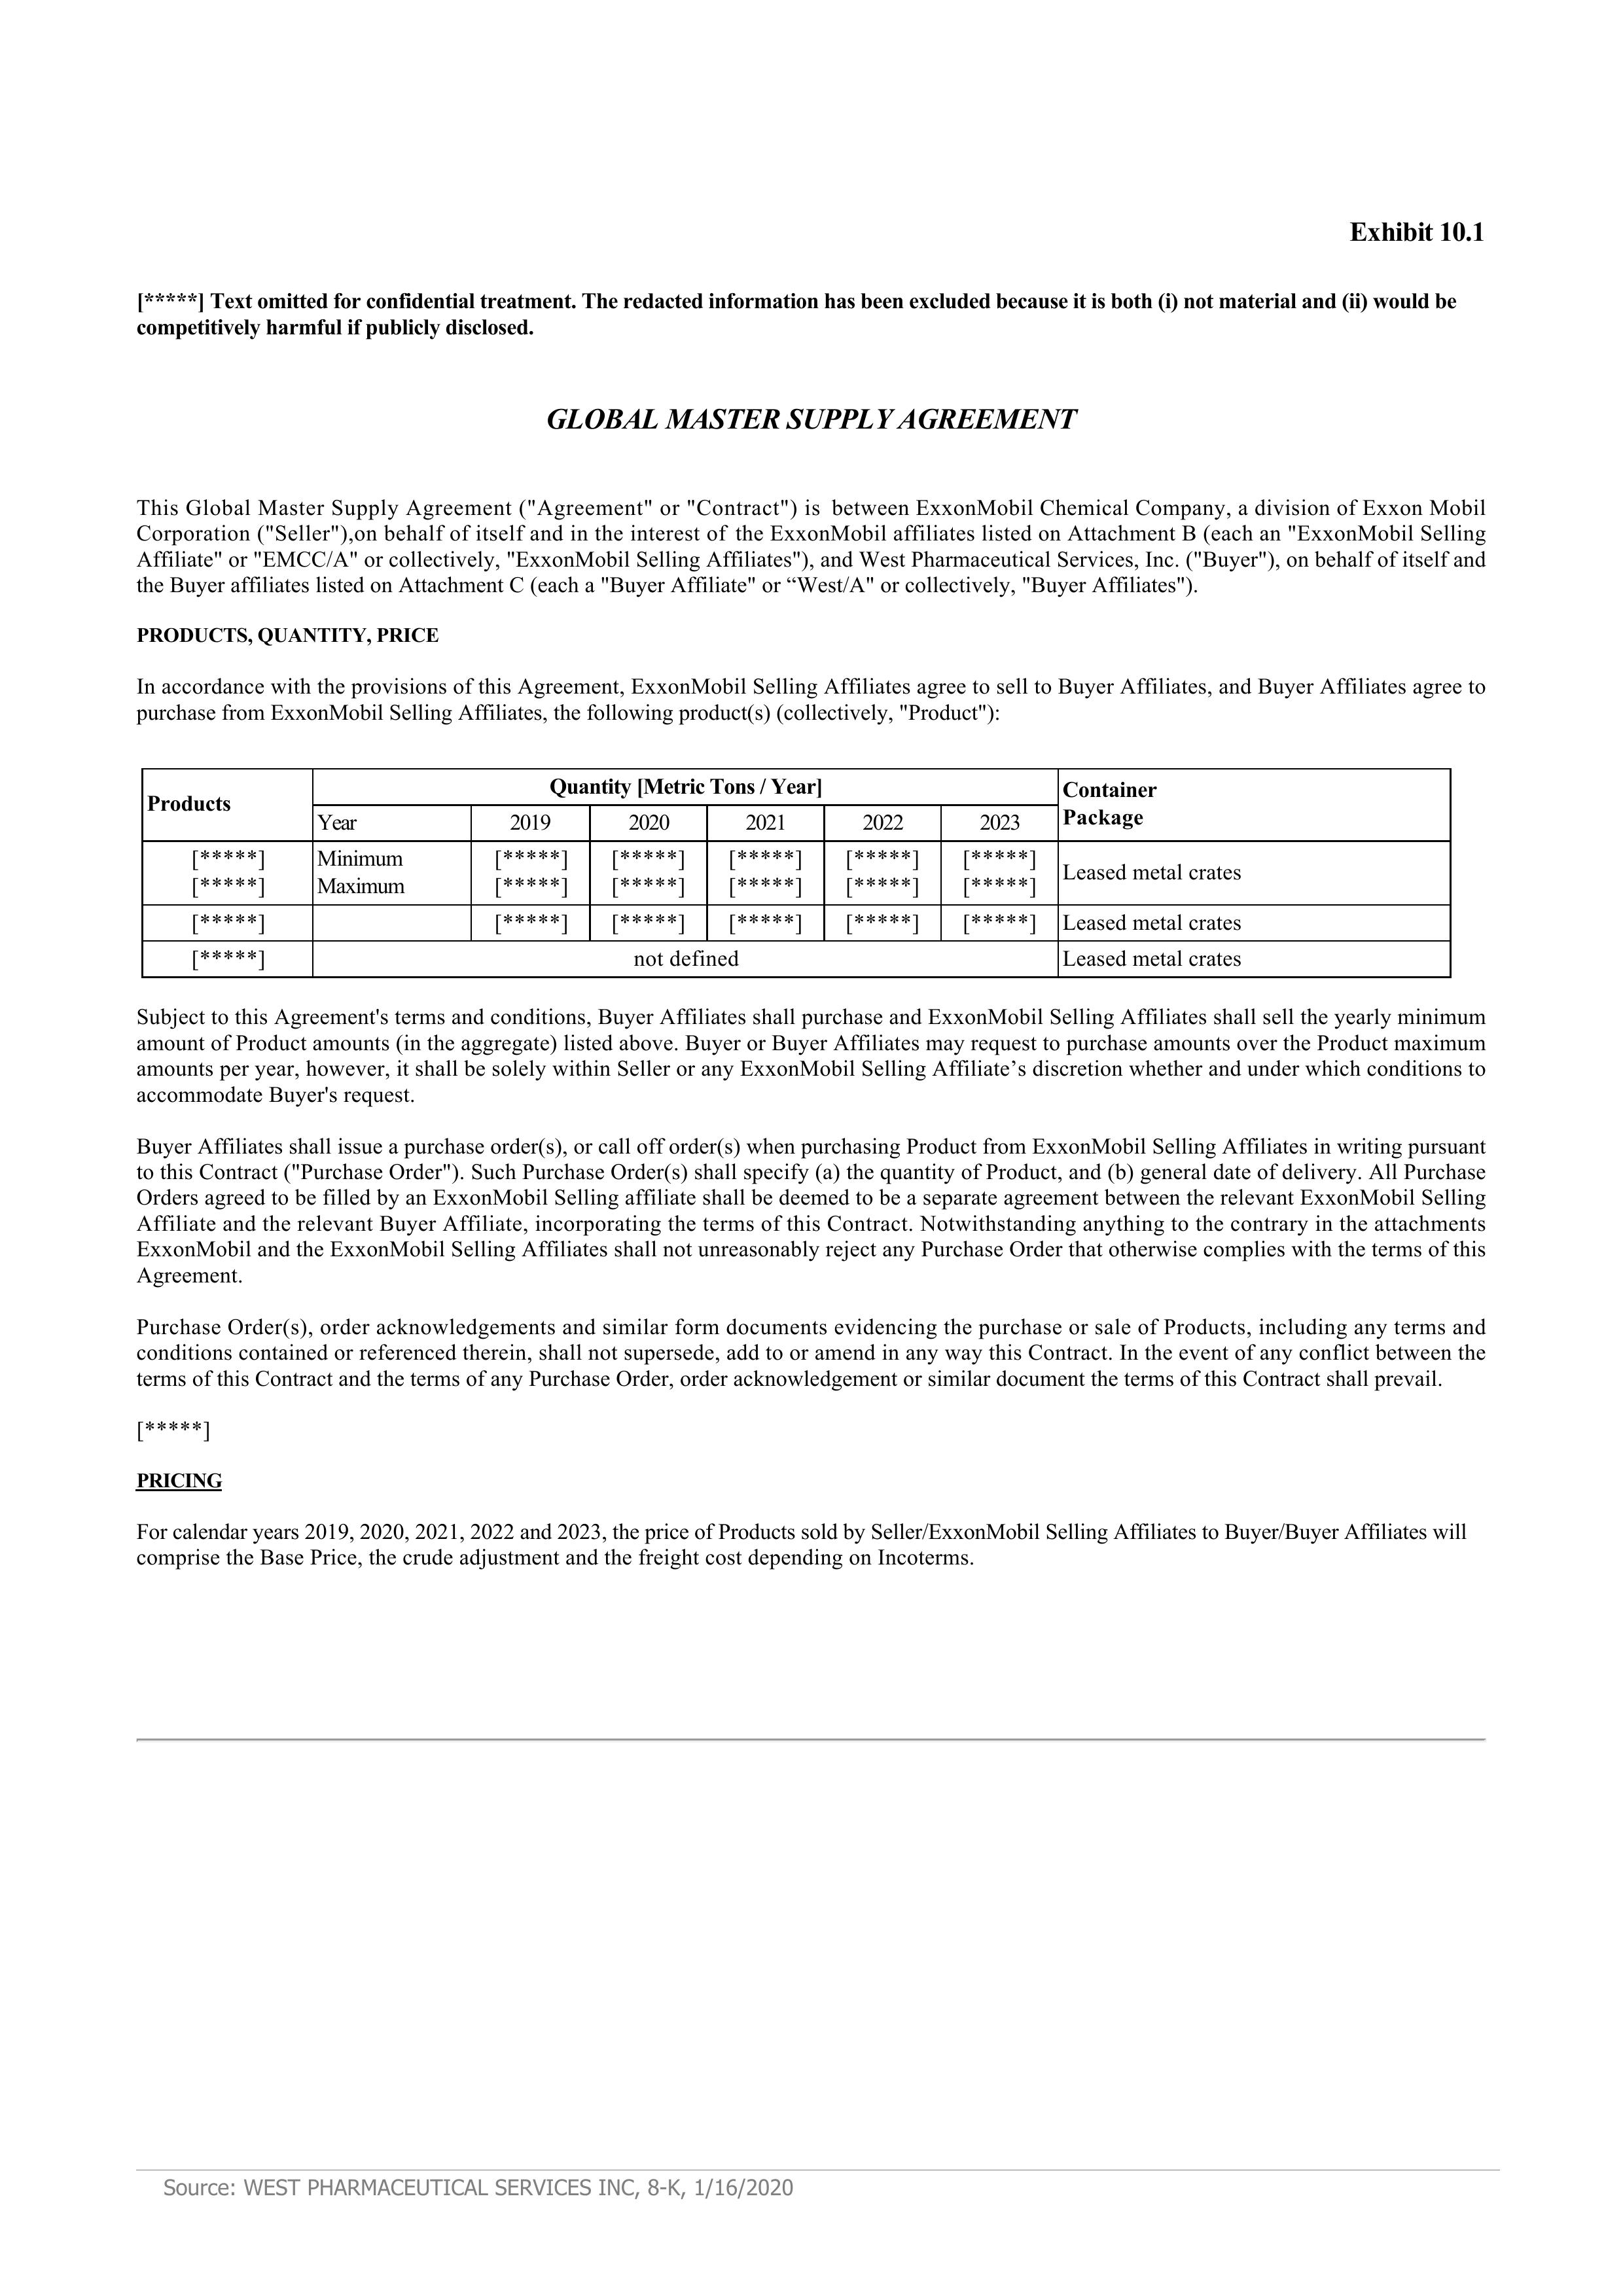 Exhibit 10.1
[*****] Text omitted for confidential treatment. The redacted information has been excluded because it is both (i) not material and (ii) would be
competitively harmful if publicly disclosed.
GLOBAL MASTER SUPPLY AGREEMENT
This Global Master Supply Agreement ("Agreement" or "Contract") is between ExxonMobil Chemical Company, a division of Exxon Mobil
Corporation ("Seller"),on behalf of itself and in the interest of the ExxonMobil affiliates listed on Attachment B (each an "ExxonMobil Selling
Affiliate" or "EMCC/A" or collectively, "ExxonMobil Selling Affiliates"), and West Pharmaceutical Services, Inc. ("Buyer"), on behalf of itself and
the Buyer affiliates listed on Attachment C (each a "Buyer Affiliate" or “West/A" or collectively, "Buyer Affiliates").
PRODUCTS, QUANTITY, PRICE
In accordance with the provisions of this Agreement, ExxonMobil Selling Affiliates agree to sell to Buyer Affiliates, and Buyer Affiliates agree to
purchase from ExxonMobil Selling Affiliates, the following product(s) (collectively, "Product"):
Products Quantity [Metric Tons / Year] Container
Package
Year 2019 2020 2021 2022 2023
[*****] Minimum [*****] [*****] [*****] [*****] [*****] Leased metal crates
[*****] Maximum [*****] [*****] [*****] [*****] [*****]
[*****] [*****] [*****] [*****] [*****] [*****] Leased metal crates
[*****] not defined Leased metal crates
Subject to this Agreement's terms and conditions, Buyer Affiliates shall purchase and ExxonMobil Selling Affiliates shall sell the yearly minimum
amount of Product amounts (in the aggregate) listed above. Buyer or Buyer Affiliates may request to purchase amounts over the Product maximum
amounts per year, however, it shall be solely within Seller or any ExxonMobil Selling Affiliate’s discretion whether and under which conditions to
accommodate Buyer's request.
Buyer Affiliates shall issue a purchase order(s), or call off order(s) when purchasing Product from ExxonMobil Selling Affiliates in writing pursuant
to this Contract ("Purchase Order"). Such Purchase Order(s) shall specify (a) the quantity of Product, and (b) general date of delivery. All Purchase
Orders agreed to be filled by an ExxonMobil Selling affiliate shall be deemed to be a separate agreement between the relevant ExxonMobil Selling
Affiliate and the relevant Buyer Affiliate, incorporating the terms of this Contract. Notwithstanding anything to the contrary in the attachments
ExxonMobil and the ExxonMobil Selling Affiliates shall not unreasonably reject any Purchase Order that otherwise complies with the terms of this
Agreement.
Purchase Order(s), order acknowledgements and similar form documents evidencing the purchase or sale of Products, including any terms and
conditions contained or referenced therein, shall not supersede, add to or amend in any way this Contract. In the event of any conflict between the
terms of this Contract and the terms of any Purchase Order, order acknowledgement or similar document the terms of this Contract shall prevail.
[*****]
PRICING
For calendar years 2019, 2020, 2021, 2022 and 2023, the price of Products sold by Seller/ExxonMobil Selling Affiliates to Buyer/Buyer Affiliates will
comprise the Base Price, the crude adjustment and the freight cost depending on Incoterms.
Source: WEST PHARMACEUTICAL SERVICES INC, 8-K, 1/16/2020